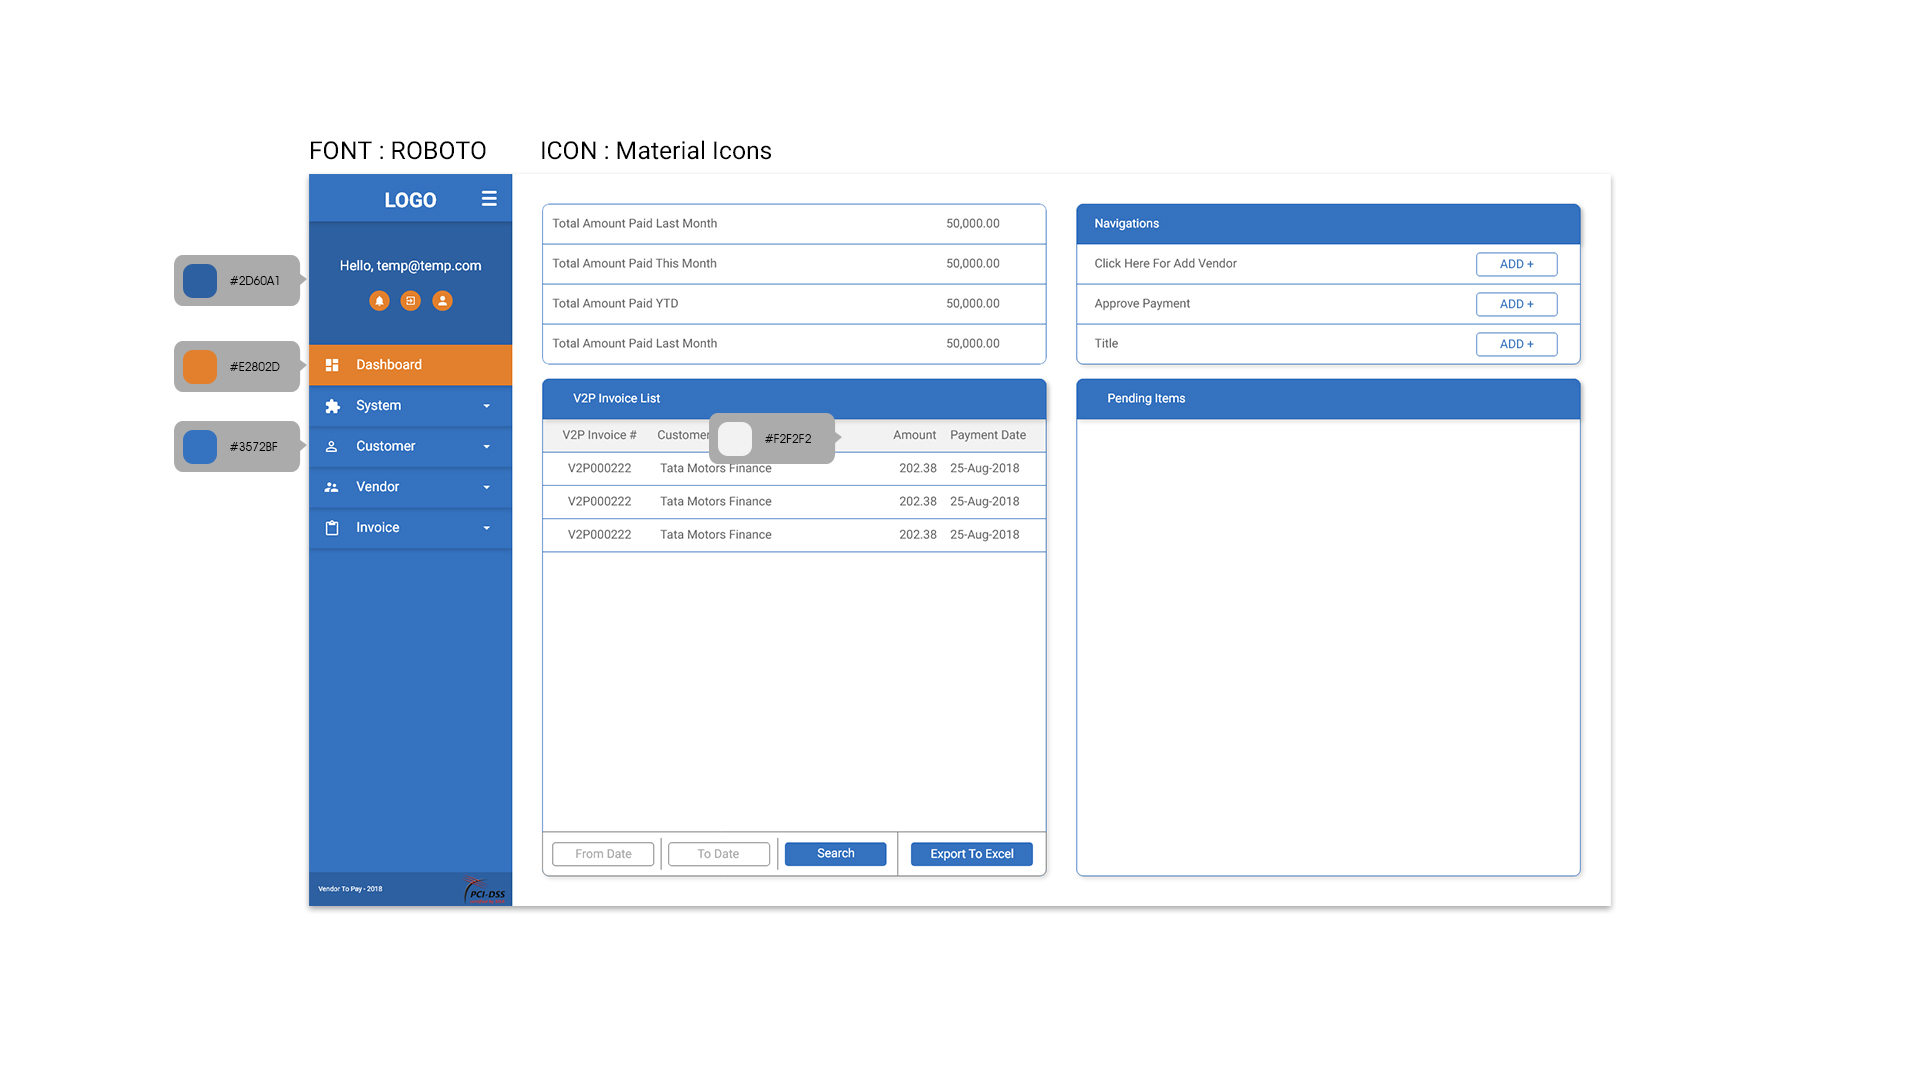 FONT : ROBOTO
ICON : Material Icons
LOGO
Hello, temp@temp.com
#2D60A1
#E2802D
#3572BF
Dashboard
System
Customer
Vendor
Invoice
Vendor To Pay - 2018
PCI-DSS
Total Amount Paid Last Month 50,000.00
Total Amount Paid This Month 50,000.00
Total Amount Paid YTD 50,000.00
Total Amount Paid Last Month 50,000.00
Navigations
Click Here For Add Vendor ADD +
Approve Payment ADD +
Title ADD +
V2P Invoice List
V2P Invoice # Customer #F2F2F2 Amount Payment Date
V2P000222 Tata Motors Finance 202.38 25-Aug-2018
V2P000222 Tata Motors Finance 202.38 25-Aug-2018
V2P000222 Tata Motors Finance 202.38 25-Aug-2018
From Date To Date Search Export To Excel
Pending Items